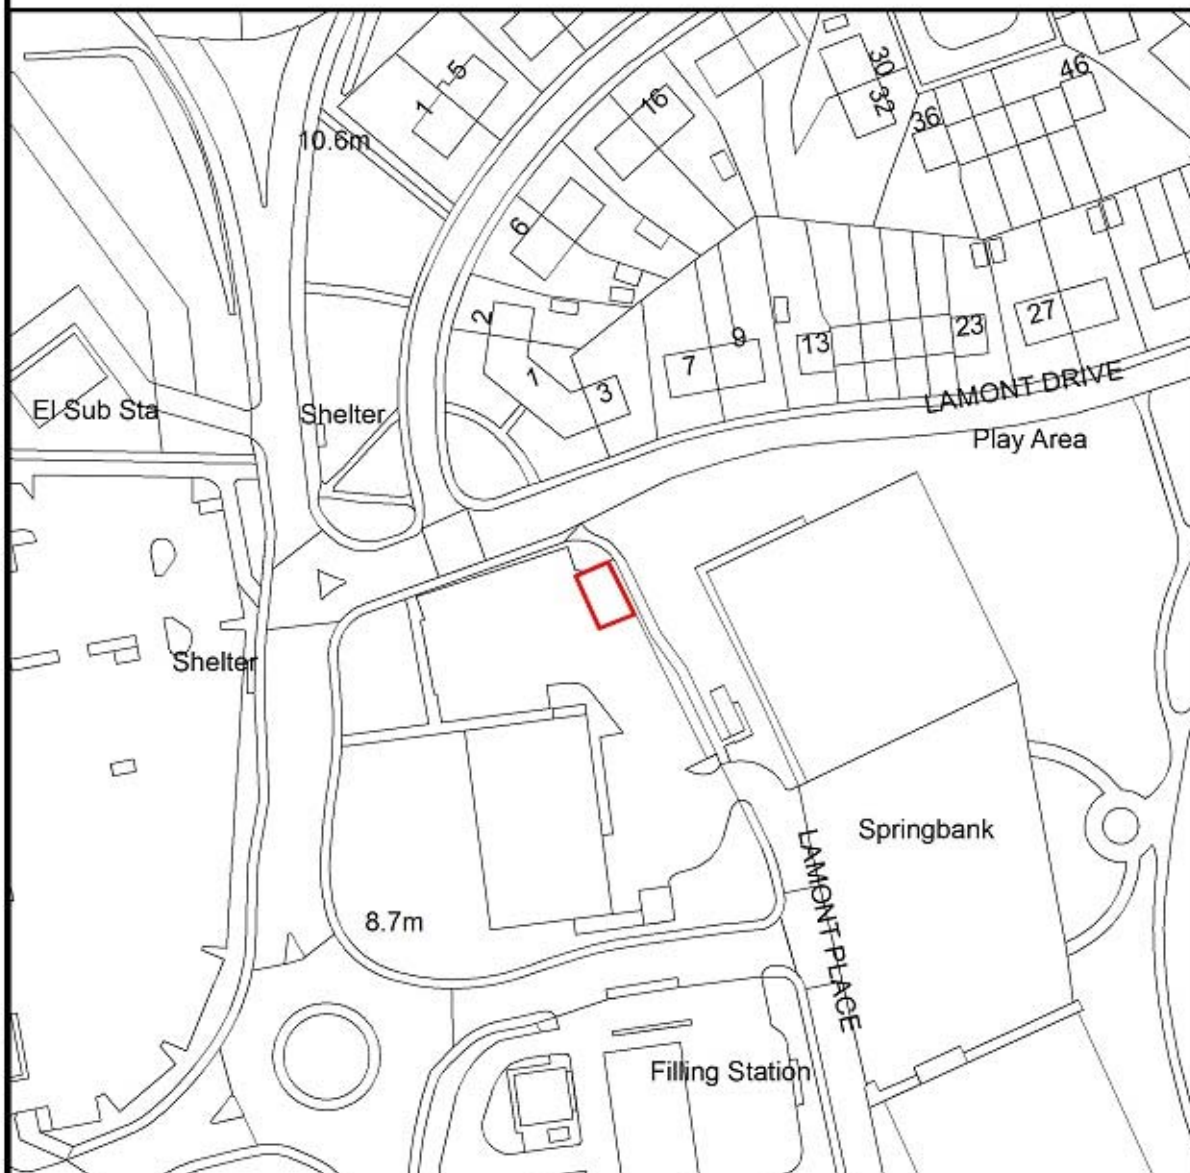 5
1
10.6m
16
30
32
36
46
6
2
1
3
7
9
13
23
27
LAMONT DRIVE
Play Area
El Sub Sta
Shelter
Shelter
Springbank
LAMONT PLACE
8.7m
Filling Station